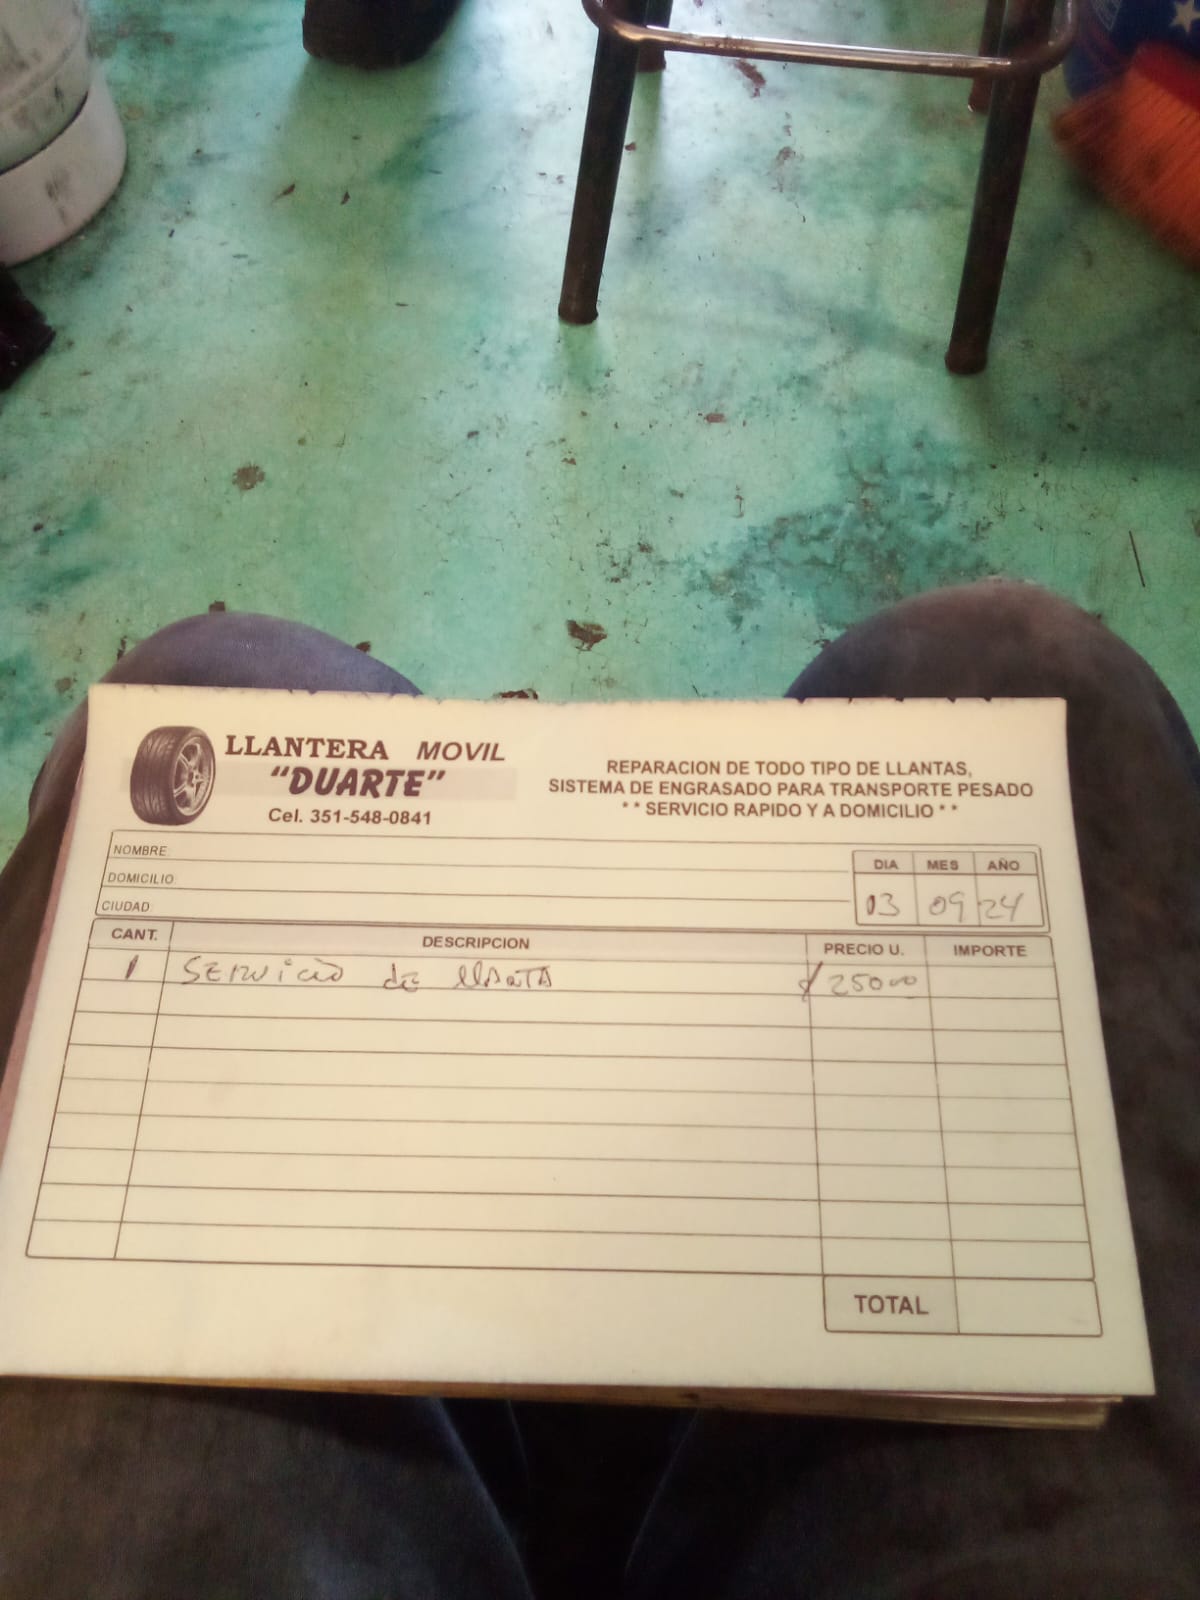 LLANTERA MOVIL
"DUARTE"
Cel. 351-548-0841
REPARACION DE TODO TIPO DE LLANTAS,
SISTEMA DE ENGRASADO PARA TRANSPORTE PESADO
** SERVICIO RAPIDO Y A DOMICILIO **
NOMBRE:
DOMICILIO:
CIUDAD:
DIA MES AÑO
13 09 24
CANT. DESCRIPCION PRECIO U. IMPORTE
1 SERVICIO de llANTA $ 250.00
TOTAL